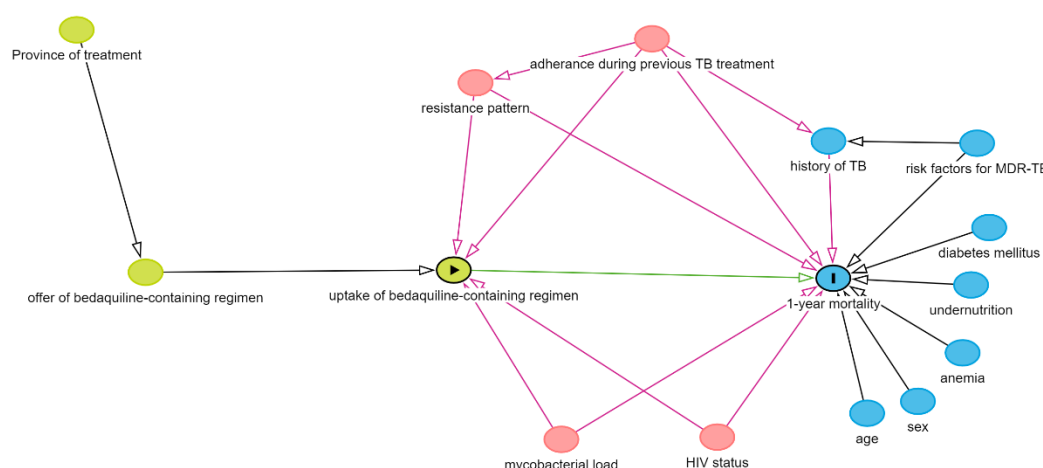 Province of treatment
adherance during previous TB treatment
resistance pattern
history of TB
risk factors for MDR-TB
diabetes mellitus
offer of bedaquiline-containing regimen
uptake of bedaquiline-containing regimen
1-year mortality
undernutrition
anemia
sex
age
mycobacterial load
HIV status